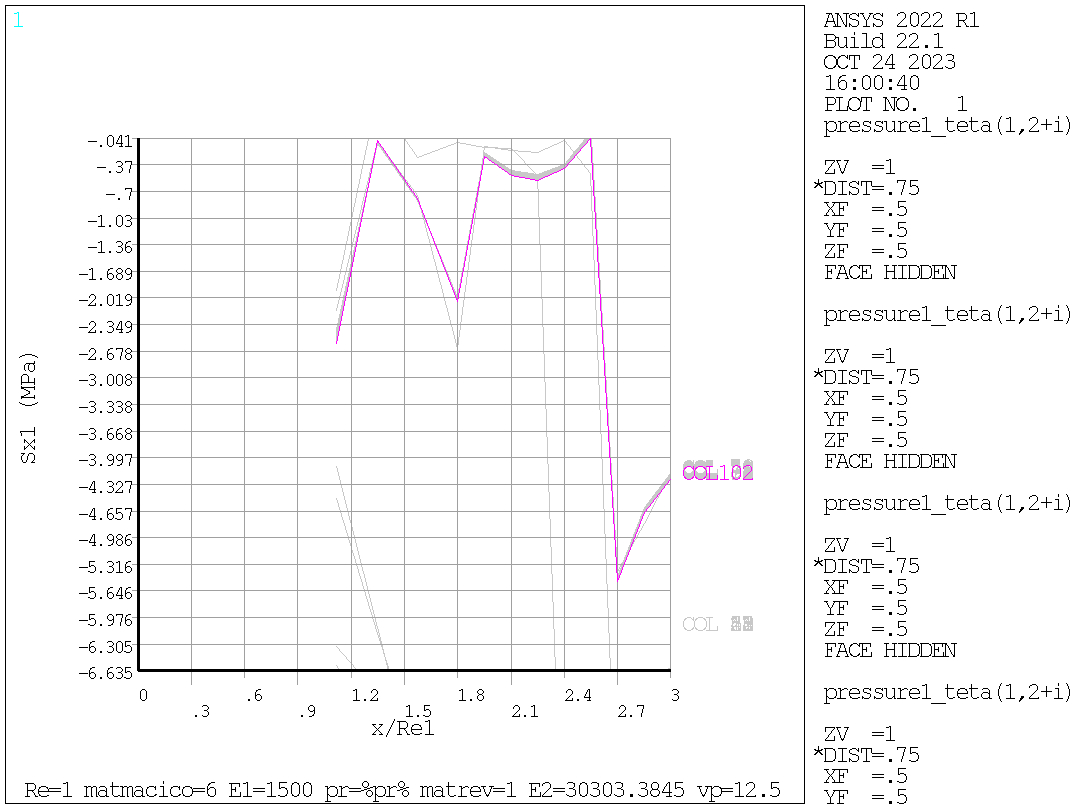 1
ANSYS 2022 R1
Build 22.1
OCT 24 2023
16:00:40
PLOT NO. 1
pressure1_teta(1,2+i)
ZV =1
*DIST=.75
XF =.5
YF =.5
ZF =.5
FACE HIDDEN
pressure1_teta(1,2+i)
ZV =1
*DIST=.75
XF =.5
YF =.5
ZF =.5
FACE HIDDEN
pressure1_teta(1,2+i)
ZV =1
*DIST=.75
XF =.5
YF =.5
ZF =.5
FACE HIDDEN
pressure1_teta(1,2+i)
ZV =1
*DIST=.75
XF =.5
YF =.5
-.041
-.37
-.7
-1.03
-1.36
-1.689
-2.019
-2.349
-2.678
-3.008
-3.338
-3.668
-3.997
-4.327
-4.657
-4.986
-5.316
-5.646
-5.976
-6.305
-6.635
Sx1 (MPa)
COL102
COL
0 .6 1.2 1.8 2.4 3
.3 .9 1.5 2.1 2.7
x/Re1
Re=1 matmacico=6 E1=1500 pr=%pr% matrev=1 E2=30303.3845 vp=12.5